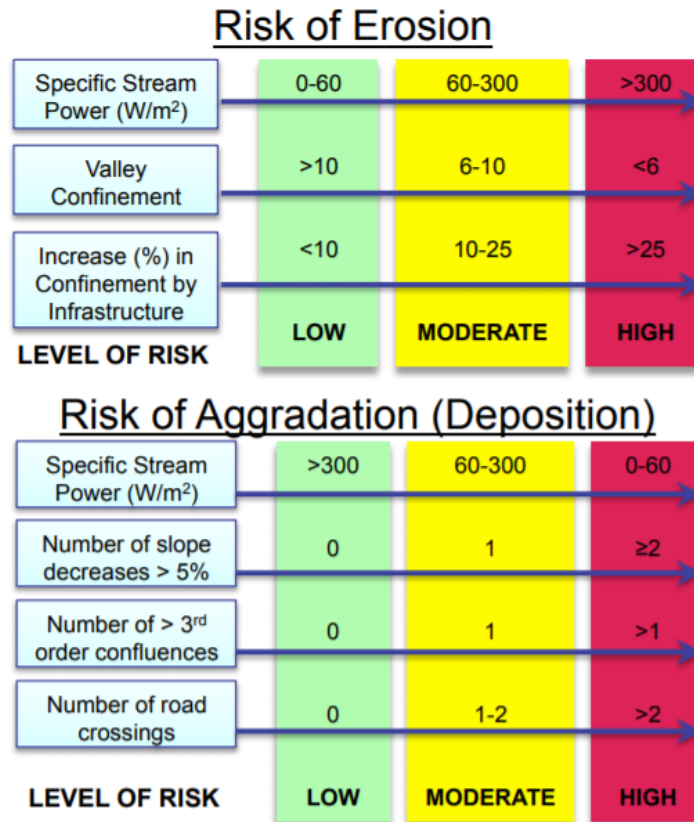 Risk of Erosion
Specific Stream
Power (W/m²)
0-60
60-300
>300
Valley
Confinement
>10
6-10
<6
Increase (%) in
Confinement by
Infrastructure
<10
10-25
>25
LEVEL OF RISK
LOW
MODERATE
HIGH
Risk of Aggradation (Deposition)
Specific Stream
Power (W/m²)
>300
60-300
0-60
Number of slope
decreases > 5%
0
1
≥2
Number of > 3rd
order confluences
0
1
>1
Number of road
crossings
0
1-2
>2
LEVEL OF RISK
LOW
MODERATE
HIGH